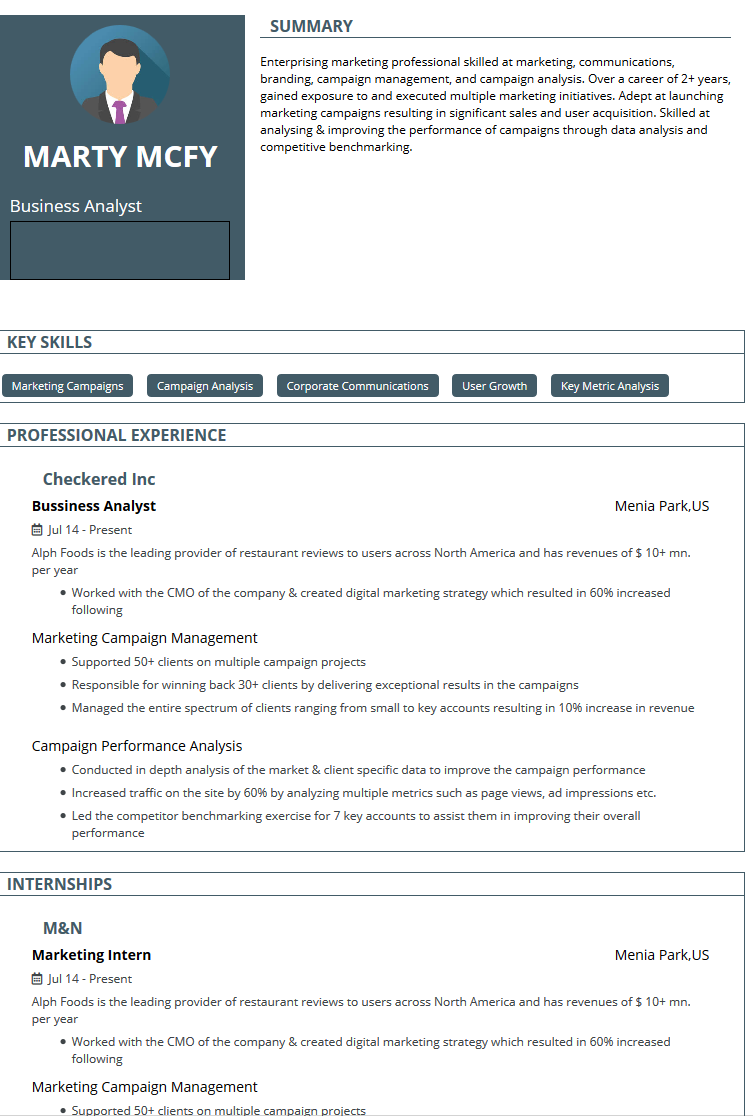 MARTY MCFY
Business Analyst
SUMMARY
Enterprising marketing professional skilled at marketing, communications,
branding, campaign management, and campaign analysis. Over a career of 2+ years,
gained exposure to and executed multiple marketing initiatives. Adept at launching
marketing campaigns resulting in significant sales and user acquisition. Skilled at
analysing & improving the performance of campaigns through data analysis and
competitive benchmarking.
KEY SKILLS
Marketing Campaigns Campaign Analysis Corporate Communications User Growth Key Metric Analysis
PROFESSIONAL EXPERIENCE
Checkered Inc
Bussiness Analyst Menia Park,US
Jul 14 - Present
Alph Foods is the leading provider of restaurant reviews to users across North America and has revenues of $ 10+ mn.
per year
• Worked with the CMO of the company & created digital marketing strategy which resulted in 60% increased
following
Marketing Campaign Management
• Supported 50+ clients on multiple campaign projects
• Responsible for winning back 30+ clients by delivering exceptional results in the campaigns
• Managed the entire spectrum of clients ranging from small to key accounts resulting in 10% increase in revenue
Campaign Performance Analysis
• Conducted in depth analysis of the market & client specific data to improve the campaign performance
• Increased traffic on the site by 60% by analyzing multiple metrics such as page views, ad impressions etc.
• Led the competitor benchmarking exercise for 7 key accounts to assist them in improving their overall
performance
INTERNSHIPS
M&N
Marketing Intern Menia Park,US
Jul 14 - Present
Alph Foods is the leading provider of restaurant reviews to users across North America and has revenues of $ 10+ mn.
per year
• Worked with the CMO of the company & created digital marketing strategy which resulted in 60% increased
following
Marketing Campaign Management
• Supported 50+ clients on multiple campaign projects